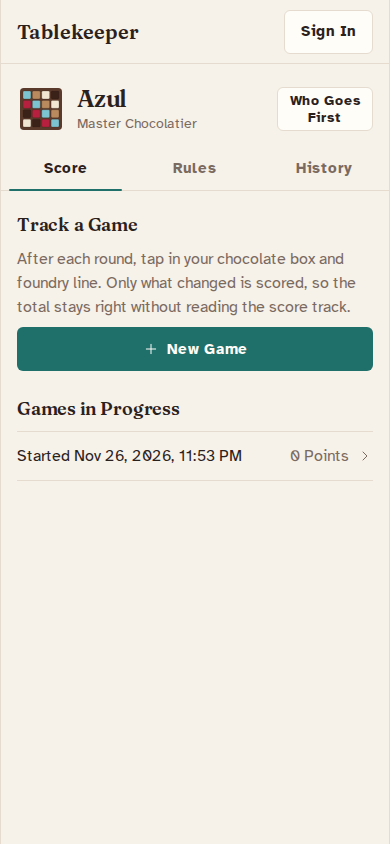 Tablekeeper
Sign In
Azul
Master Chocolatier
Who Goes
First
Score
Rules
History
Track a Game
After each round, tap in your chocolate box and
foundry line. Only what changed is scored, so the
total stays right without reading the score track.
+ New Game
Games in Progress
Started Nov 26, 2026, 11:53 PM
0 Points